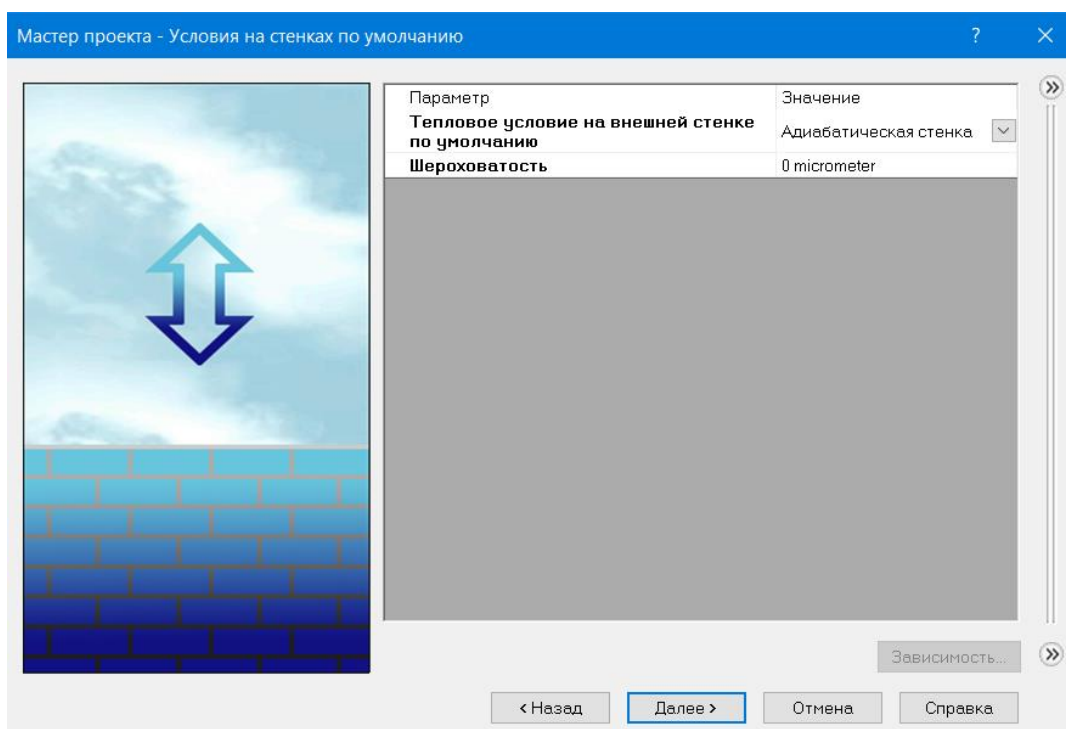 Мастер проекта - Условия на стенках по умолчанию
Параметр Значение
Тепловое условие на внешней стенке
по умолчанию
Адиабатическая стенка
Шероховатость 0 micrometer
Зависимость...
< Назад Далее > Отмена Справка